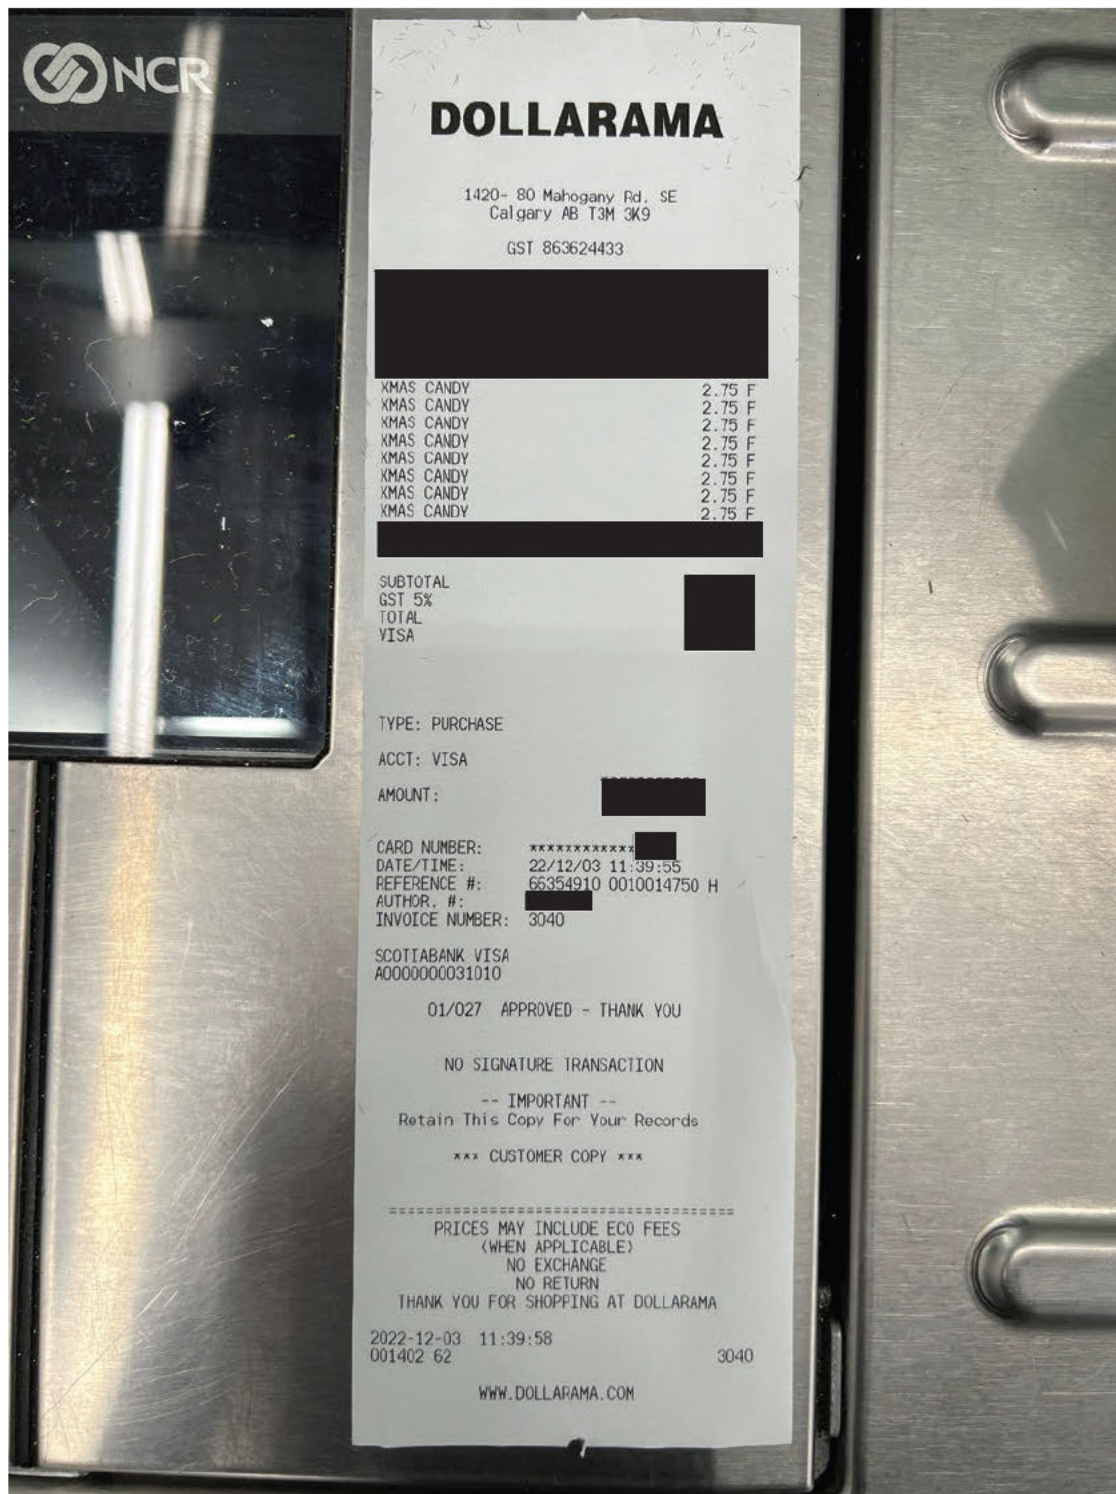 NCR
DOLLARAMA
1420- 80 Mahogany Rd. SE
Calgary AB T3M 3K9
GST 863624433
XMAS CANDY 2.75 F
XMAS CANDY 2.75 F
XMAS CANDY 2.75 F
XMAS CANDY 2.75 F
XMAS CANDY 2.75 F
XMAS CANDY 2.75 F
XMAS CANDY 2.75 F
XMAS CANDY 2.75 F
SUBTOTAL
GST 5%
TOTAL
VISA
TYPE: PURCHASE
ACCT: VISA
AMOUNT:
CARD NUMBER: ************
DATE/TIME: 22/12/03 11:39:55
REFERENCE #: 66354910 0010014750 H
AUTHOR. #:
INVOICE NUMBER: 3040
SCOTIABANK VISA
A0000000031010
01/027 APPROVED - THANK YOU
NO SIGNATURE TRANSACTION
-- IMPORTANT --
Retain This Copy For Your Records
*** CUSTOMER COPY ***
======================================
PRICES MAY INCLUDE ECO FEES
(WHEN APPLICABLE)
NO EXCHANGE
NO RETURN
THANK YOU FOR SHOPPING AT DOLLARAMA
2022-12-03 11:39:58
001402 62 3040
WWW.DOLLARAMA.COM